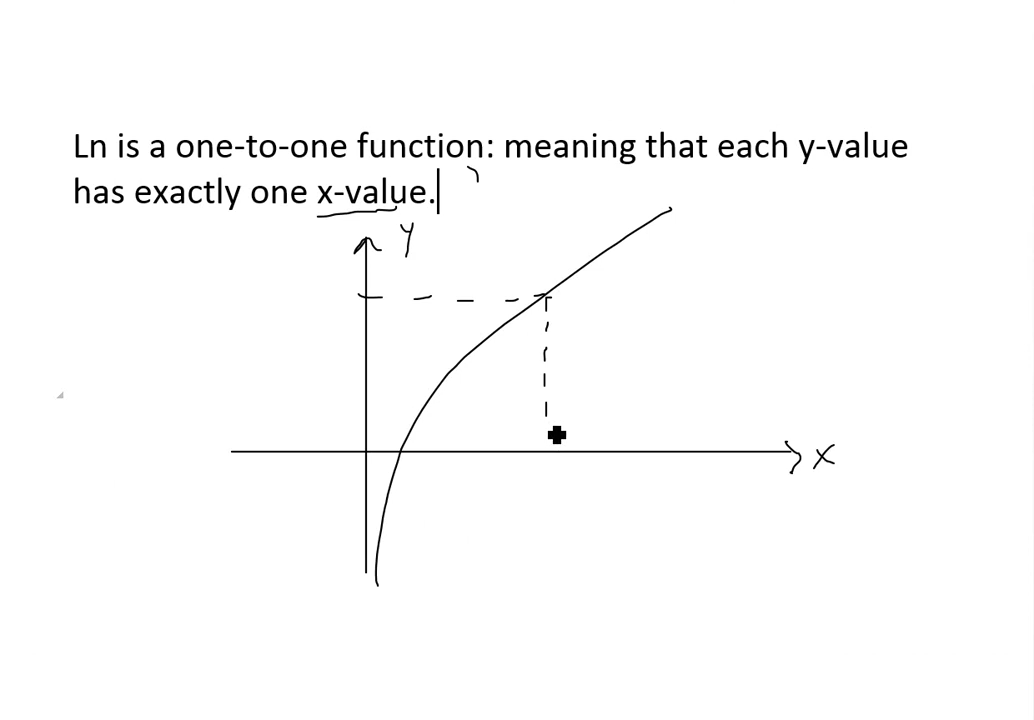 Ln is a one-to-one function: meaning that each y-value
has exactly one x-value.
Y
X